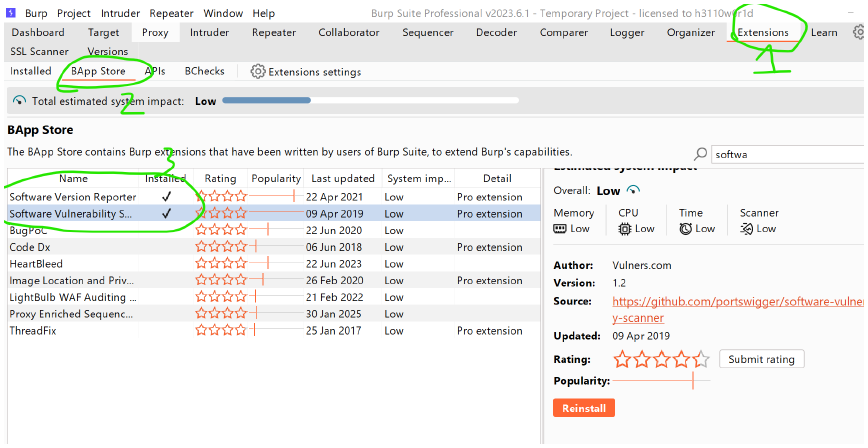 Burp Project Intruder Repeater Window Help Burp Suite Professional v2023.6.1 - Temporary Project - licensed to h3110w0r1d
Dashboard Target Proxy Intruder Repeater Collaborator Sequencer Decoder Comparer Logger Organizer Extensions Learn
SSL Scanner Versions
1
Installed BApp Store APIs BChecks Extensions settings
Total estimated system impact: Low
2
BApp Store
The BApp Store contains Burp extensions that have been written by users of Burp Suite, to extend Burp's capabilities.
softwa
3
Name Installed Rating Popularity Last updated System imp... Detail
Software Version Reporter ✓ 22 Apr 2021 Low Pro extension
Software Vulnerability S... ✓ 09 Apr 2019 Low Pro extension
BugPoC 22 Jun 2020 Low
Code Dx 06 Jun 2018 Low Pro extension
HeartBleed 22 Jun 2023 Low
Image Location and Priv... 26 Feb 2020 Low Pro extension
LightBulb WAF Auditing ... 21 Feb 2022 Low
Proxy Enriched Sequenc... 30 Jan 2025 Low
ThreadFix 25 Jan 2017 Low Pro extension
Estimated system impact
Overall: Low
Memory CPU Time Scanner
Low Low Low Low
Author: Vulners.com
Version: 1.2
Source: https://github.com/portswigger/software-vulner
y-scanner
Updated: 09 Apr 2019
Rating: Submit rating
Popularity:
Reinstall